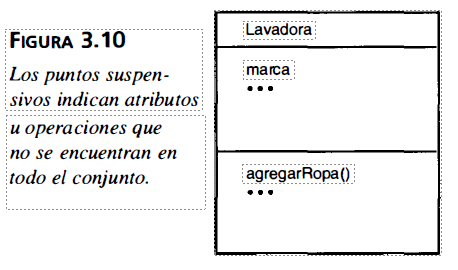 FIGURA 3.10
Los puntos suspen-
sivos indican atributos
u operaciones que
no se encuentran en
todo el conjunto.
Lavadora
marca
•••
agregarRopa()
•••